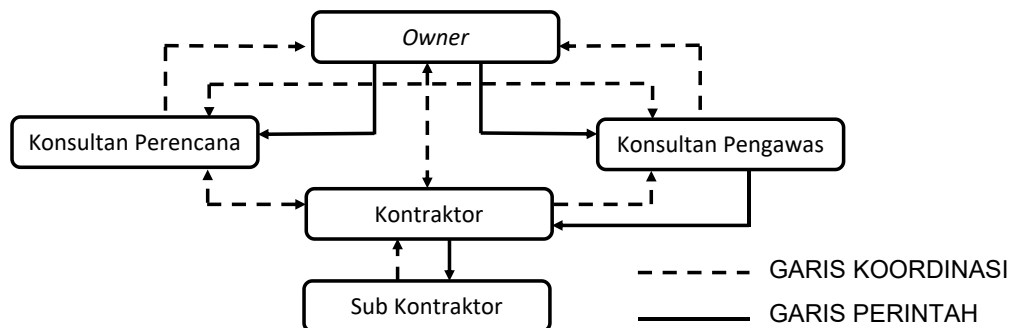 Owner
Konsultan Perencana
Konsultan Pengawas
Kontraktor
Sub Kontraktor
GARIS KOORDINASI
GARIS PERINTAH